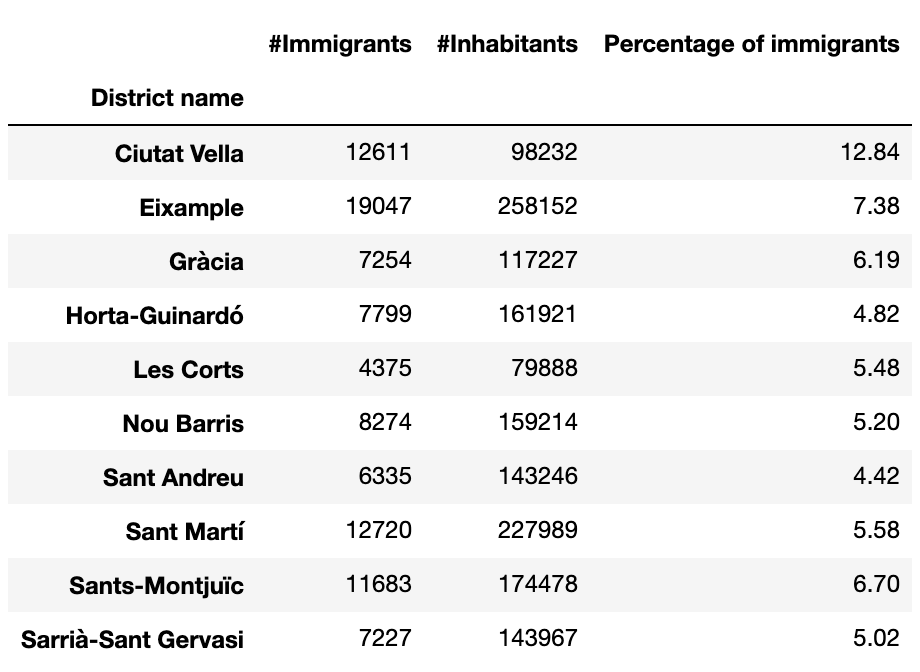 #Immigrants #Inhabitants Percentage of immigrants
District name
Ciutat Vella 12611 98232 12.84
Eixample 19047 258152 7.38
Gràcia 7254 117227 6.19
Horta-Guinardó 7799 161921 4.82
Les Corts 4375 79888 5.48
Nou Barris 8274 159214 5.20
Sant Andreu 6335 143246 4.42
Sant Martí 12720 227989 5.58
Sants-Montjuïc 11683 174478 6.70
Sarrià-Sant Gervasi 7227 143967 5.02